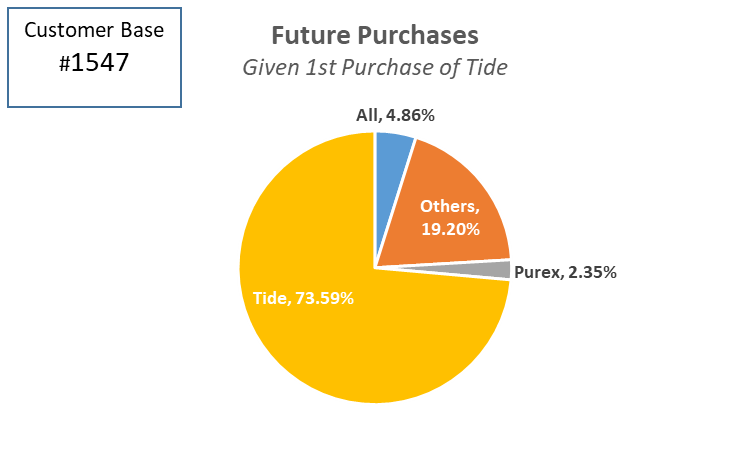 Customer Base
#1547
Future Purchases
Given 1st Purchase of Tide
All, 4.86%
Others,
19.20%
Purex, 2.35%
Tide, 73.59%